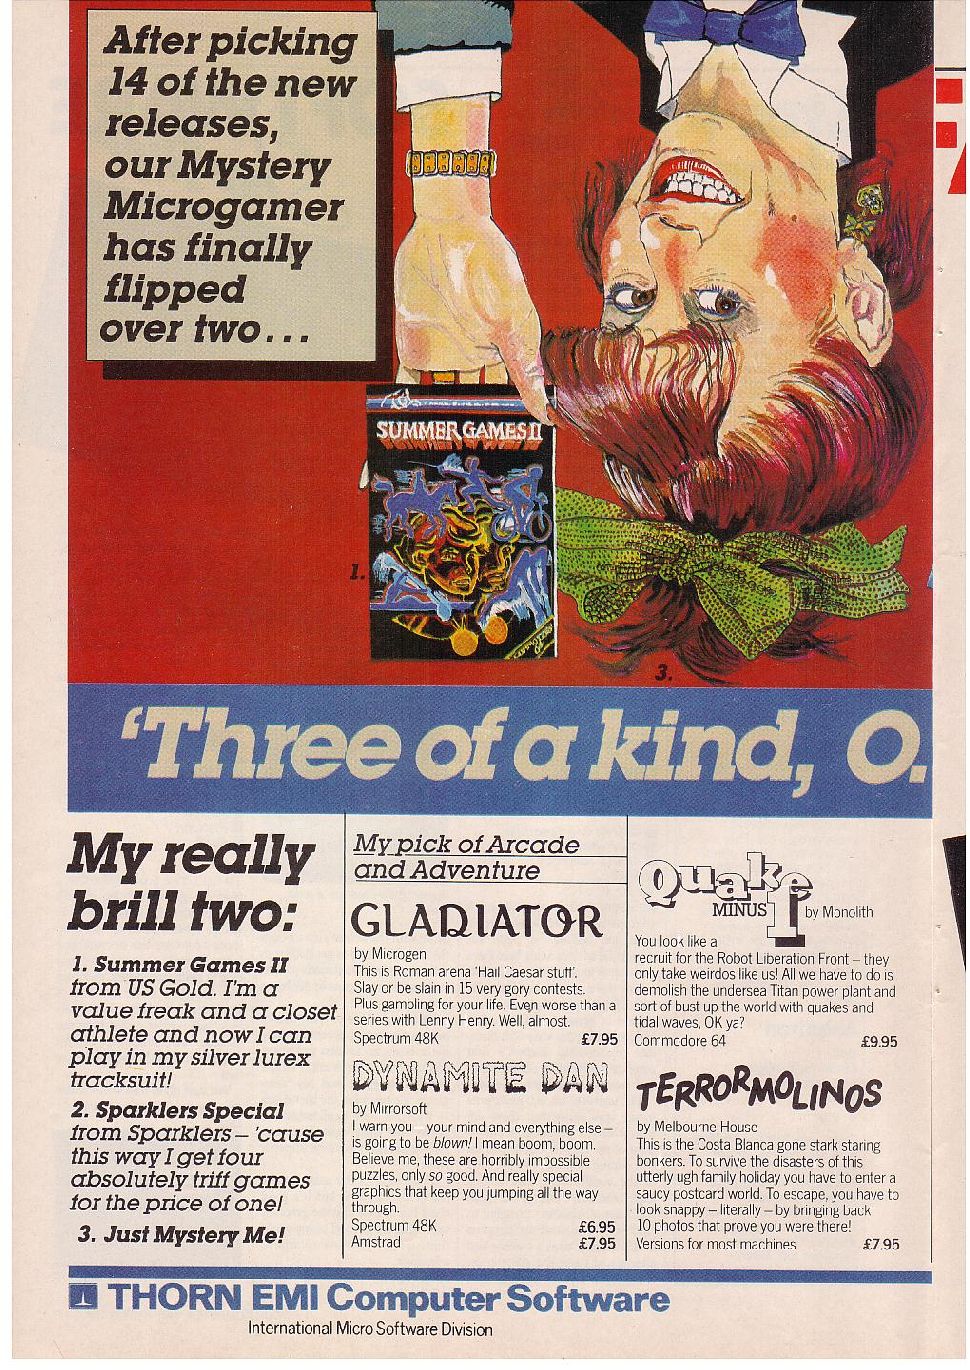 After picking
14 of the new
releases,
our Mystery
Microgamer
has finally
flipped
over two...
SUMMER GAMES II
1.
3.
‘Three of a kind, O.
My really
brill two:
1. Summer Games II
from US Gold. I'm a
value freak and a closet
athlete and now I can
play in my silver lurex
tracksuit!
2. Sparklers Special
from Sparklers – 'cause
this way I get four
absolutely triff games
for the price of one!
3. Just Mystery Me!
My pick of Arcade
and Adventure
GLADIATOR
by Microgen
This is Roman arena 'Hail Caesar stuff'.
Slay or be slain in 15 very gory contests.
Plus gambling for your life. Even worse than a
series with Lenny Henry. Well, almost.
Spectrum 48K £7.95
DYNAMITE DAN
by Mirrorsoft
I warn you – your mind and everything else –
is going to be blown! I mean boom, boom.
Believe me, these are horribly impossible
puzzles, only so good. And really special
graphics that keep you jumping all the way
through.
Spectrum 48K £6.95
Amstrad £7.95
Quake
MINUS 1 by Monolith
You look like a
recruit for the Robot Liberation Front – they
only take weirdos like us! All we have to do is
demolish the undersea Titan power plant and
sort of bust up the world with quakes and
tidal waves, OK ya?
Commodore 64 £9.95
TERRORMOLINOS
by Melbourne House
This is the Costa Blanca gone stark staring
bonkers. To survive the disasters of this
utterly ugh family holiday you have to enter a
saucy postcard world. To escape, you have to
look snappy – literally – by bringing back
10 photos that prove you were there!
Versions for most machines £7.95
THORN EMI Computer Software
International Micro Software Division